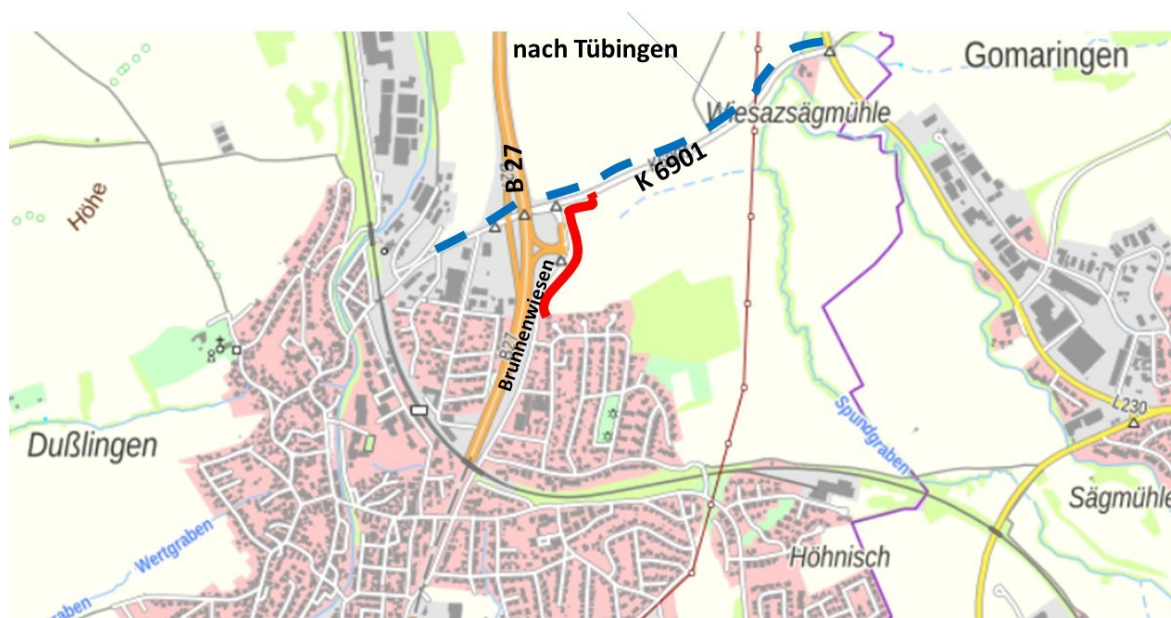 nach Tübingen
Gomaringen
Wiesazsägmühle
B 27
K 6901
Höhe
Brunnenwiesen
B27
Spundgraben
L230
Dußlingen
Sägmühle
Wertgraben
Höhnisch
graben